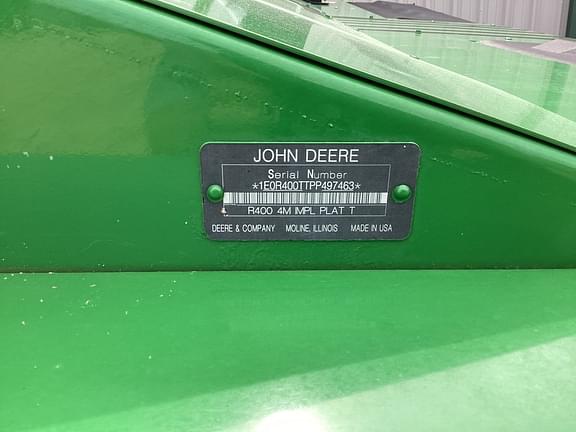 JOHN DEERE
Serial Number
*1E0R400TTPP497463*
R400 4M IMPL PLAT T
DEERE & COMPANY MOLINE, ILLINOIS MADE IN USA